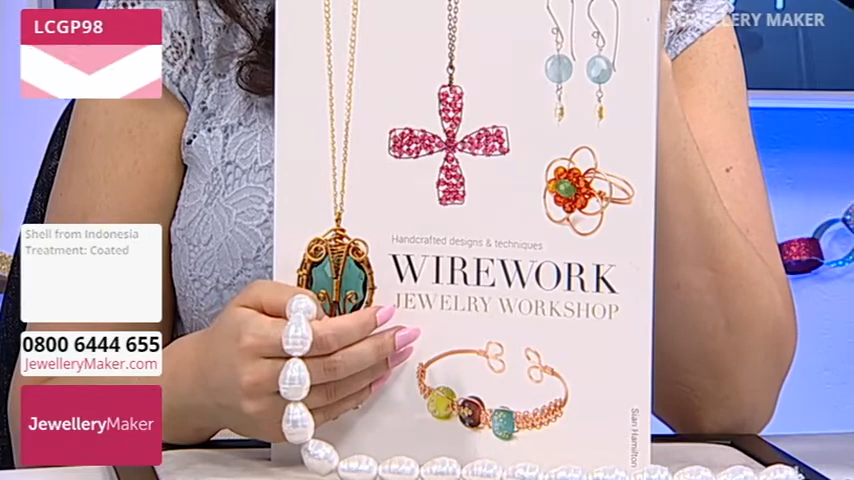 LCGP98
JEWELLERY MAKER
Shell from Indonesia
Treatment: Coated
0800 6444 655
JewelleryMaker.com
JewelleryMaker
Handcrafted designs & techniques
WIREWORK
JEWELRY WORKSHOP
Sian Hamilton